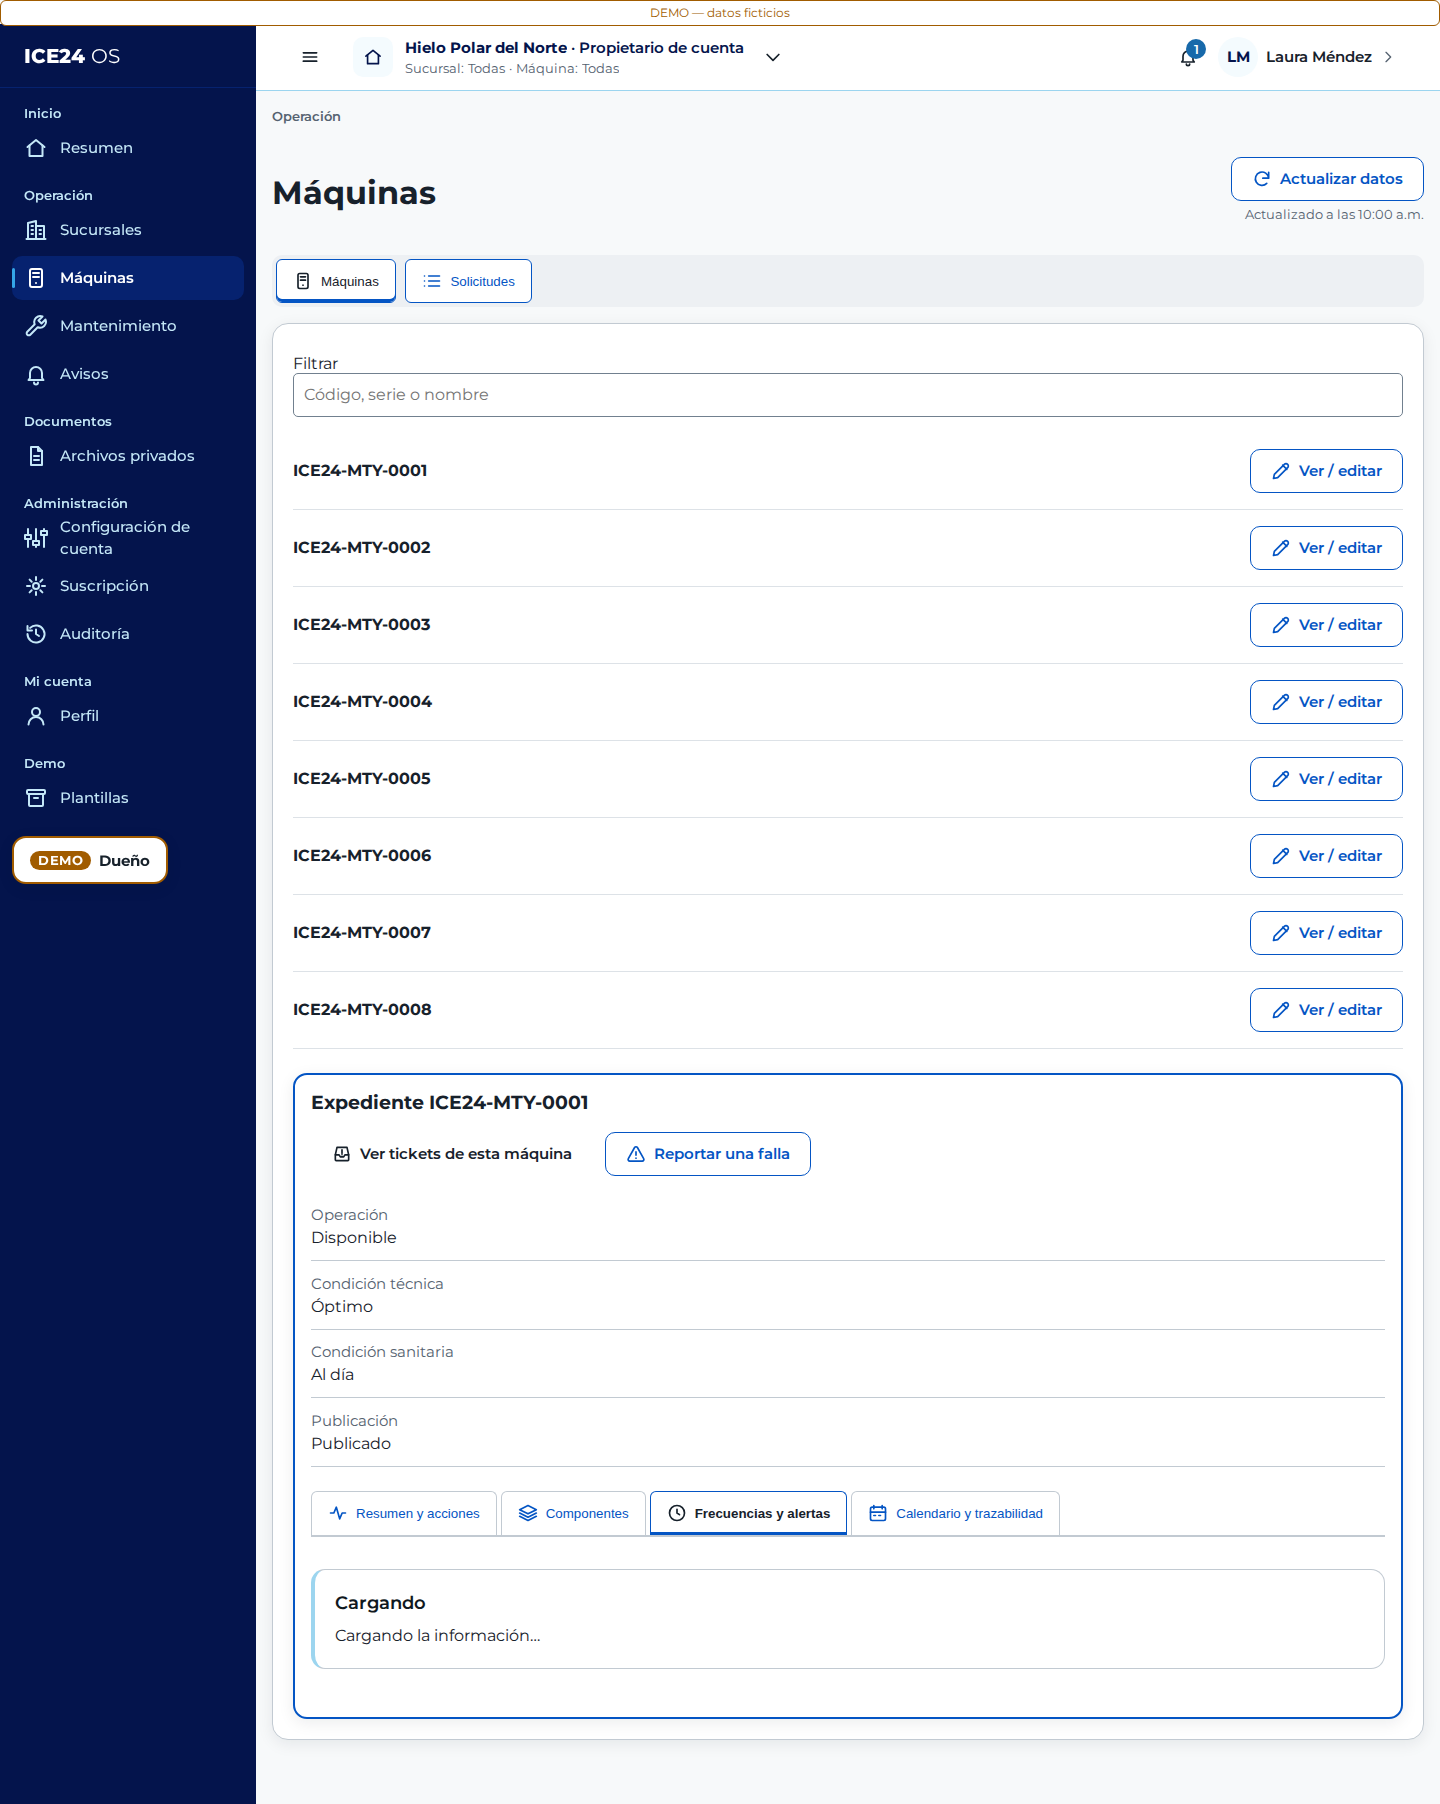 DEMO — datos ficticios
ICE24 OS
Inicio
Resumen
Operación
Sucursales
Máquinas
Mantenimiento
Avisos
Documentos
Archivos privados
Administración
Configuración de
cuenta
Suscripción
Auditoría
Mi cuenta
Perfil
Demo
Plantillas
DEMO Dueño
Hielo Polar del Norte · Propietario de cuenta
Sucursal: Todas · Máquina: Todas
1
LM Laura Méndez
Operación
Máquinas
Actualizar datos
Actualizado a las 10:00 a.m.
Máquinas Solicitudes
Filtrar
Código, serie o nombre
ICE24-MTY-0001 Ver / editar
ICE24-MTY-0002 Ver / editar
ICE24-MTY-0003 Ver / editar
ICE24-MTY-0004 Ver / editar
ICE24-MTY-0005 Ver / editar
ICE24-MTY-0006 Ver / editar
ICE24-MTY-0007 Ver / editar
ICE24-MTY-0008 Ver / editar
Expediente ICE24-MTY-0001
Ver tickets de esta máquina Reportar una falla
Operación
Disponible
Condición técnica
Óptimo
Condición sanitaria
Al día
Publicación
Publicado
Resumen y acciones Componentes Frecuencias y alertas Calendario y trazabilidad
Cargando
Cargando la información...